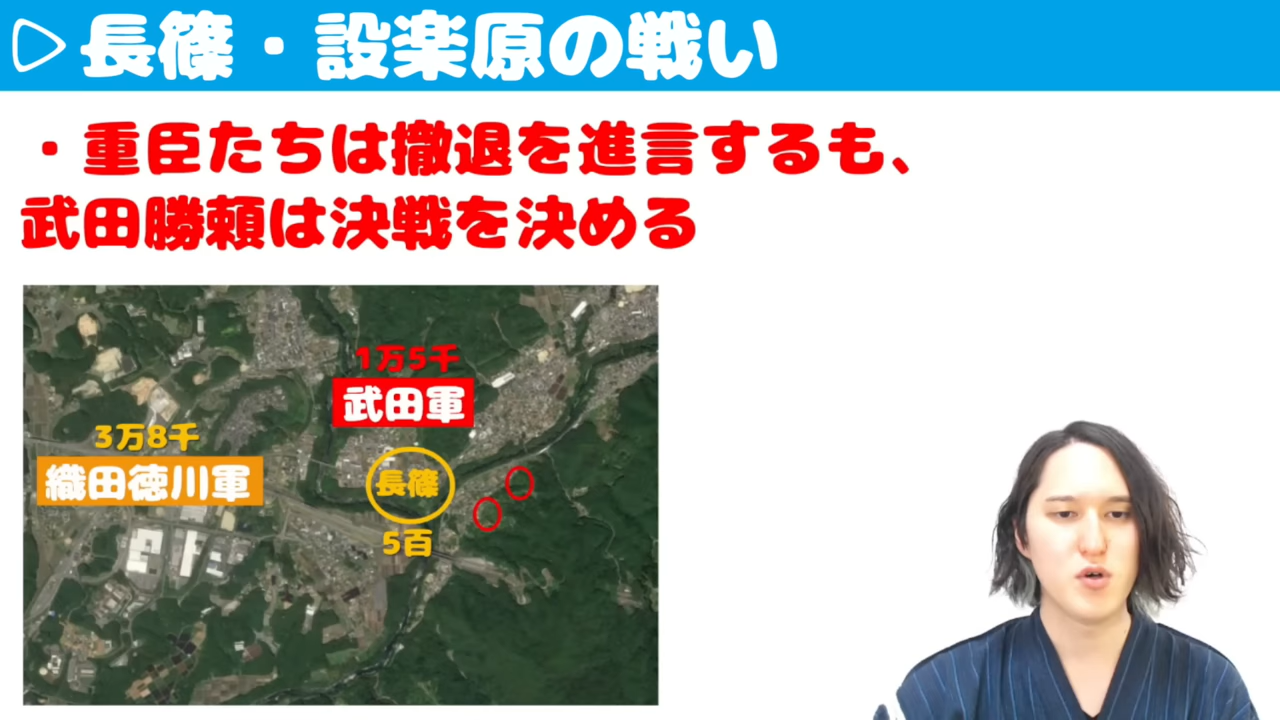 長篠・設楽原の戦い
・重臣たちは撤退を進言するも、
武田勝頼は決戦を決める
1万5千
武田軍
3万8千
織田徳川軍
長篠
5百